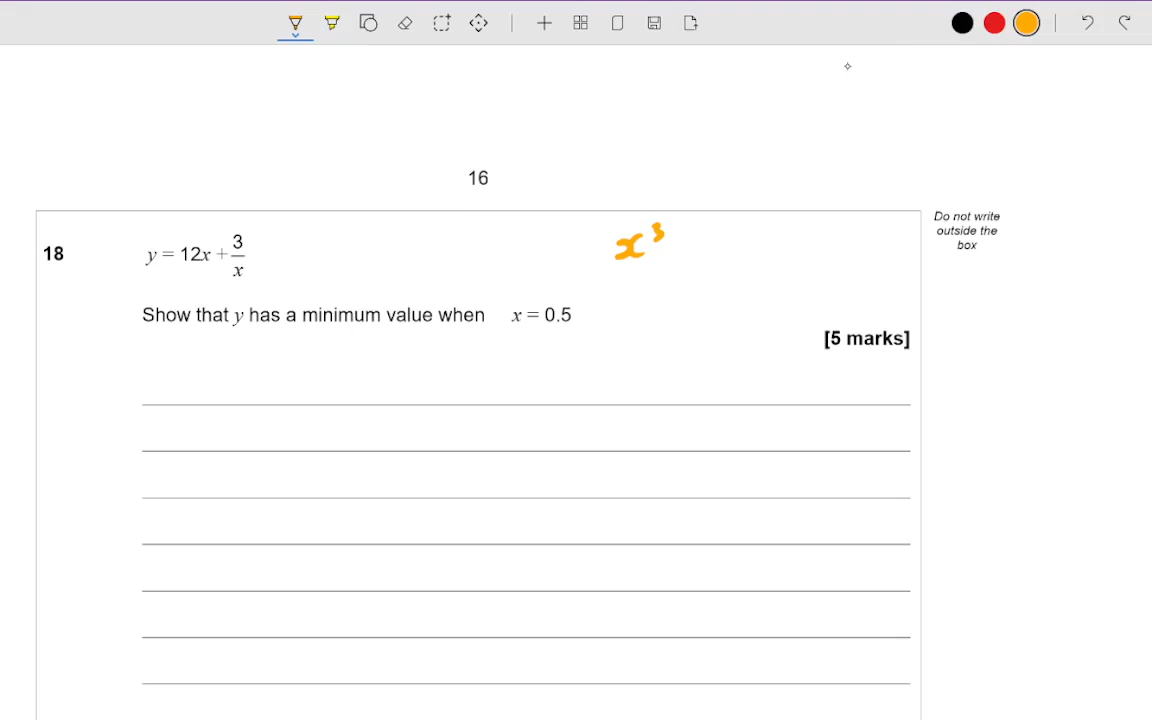 16
Do not write
outside the
box
18 y = 12x + 3/x
x³
Show that y has a minimum value when x = 0.5
[5 marks]